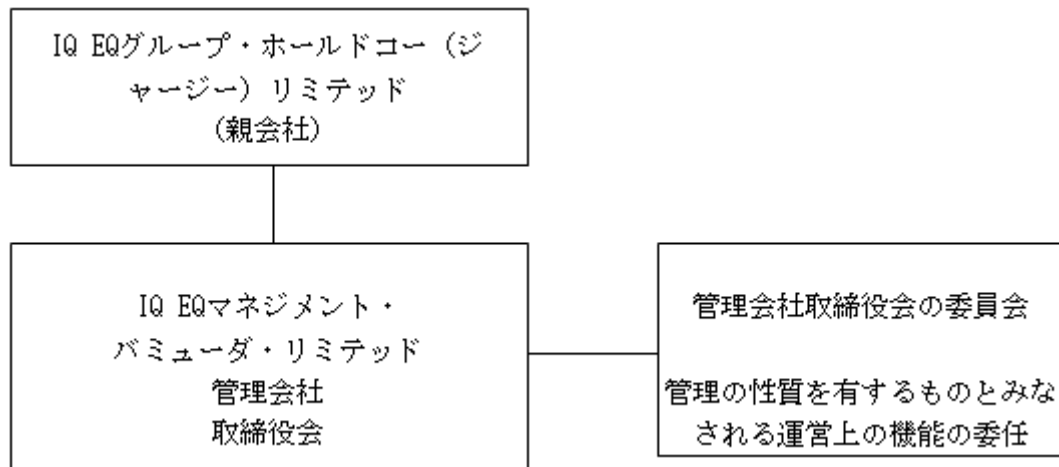 IQ EQグループ・ホールドコー（ジ
ャージー）リミテッド
(親会社)
IQ EQマネジメント・
バミューダ・リミテッド
管理会社
取締役会
管理会社取締役会の委員会
管理の性質を有するものとみな
される運営上の機能の委任